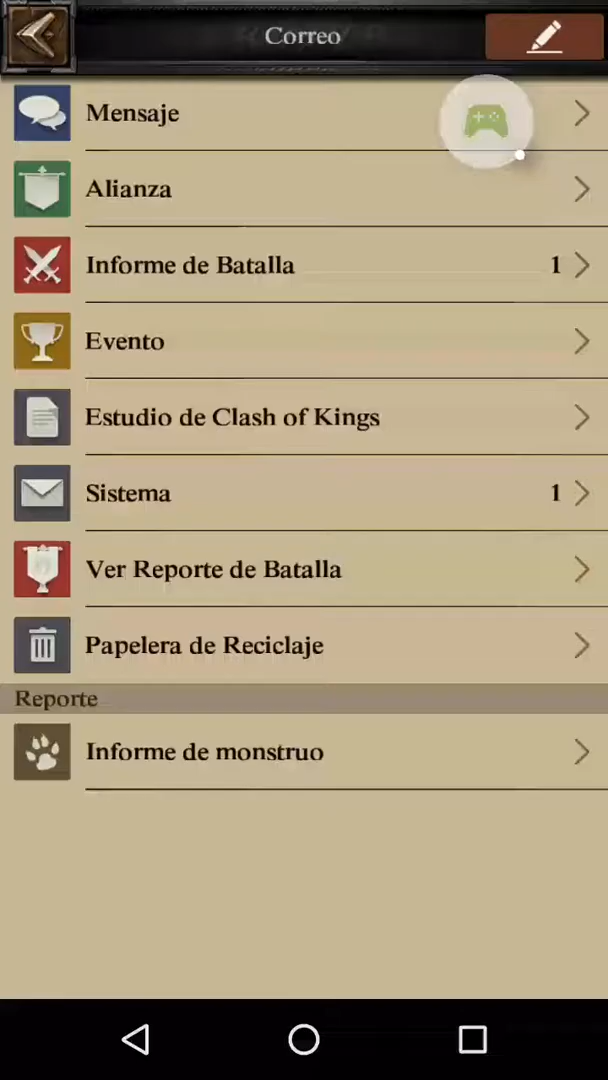 Correo
Mensaje
Alianza
Informe de Batalla 1
Evento
Estudio de Clash of Kings
Sistema 1
Ver Reporte de Batalla
Papelera de Reciclaje
Reporte
Informe de monstruo